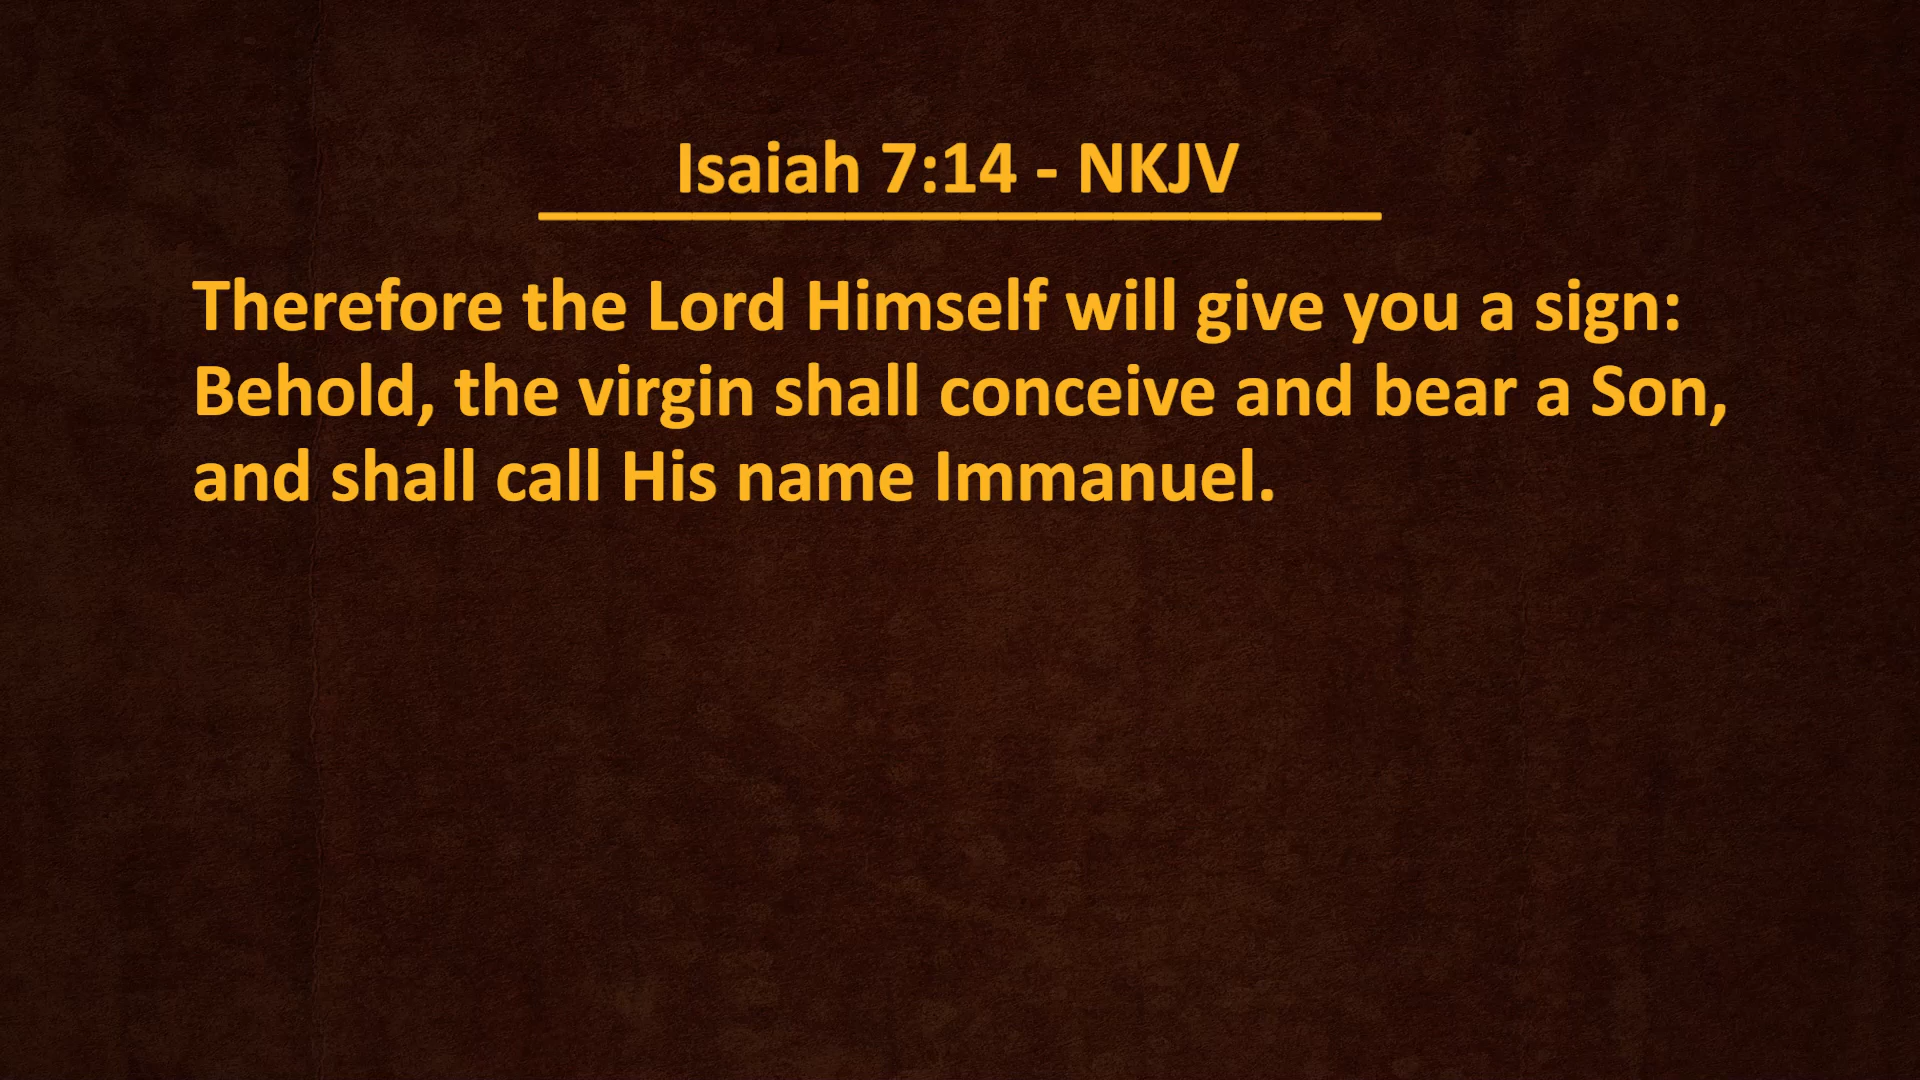 Isaiah 7:14 - NKJV
Therefore the Lord Himself will give you a sign:
Behold, the virgin shall conceive and bear a Son,
and shall call His name Immanuel.